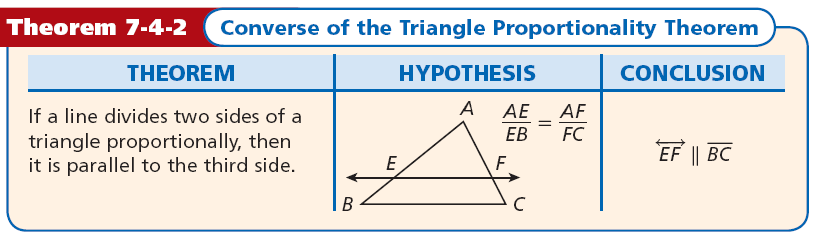 Theorem 7-4-2 Converse of the Triangle Proportionality Theorem
THEOREM HYPOTHESIS CONCLUSION
If a line divides two sides of a
triangle proportionally, then
it is parallel to the third side.
A
E
F
B
C
AE/EB = AF/FC
EF ∥ BC